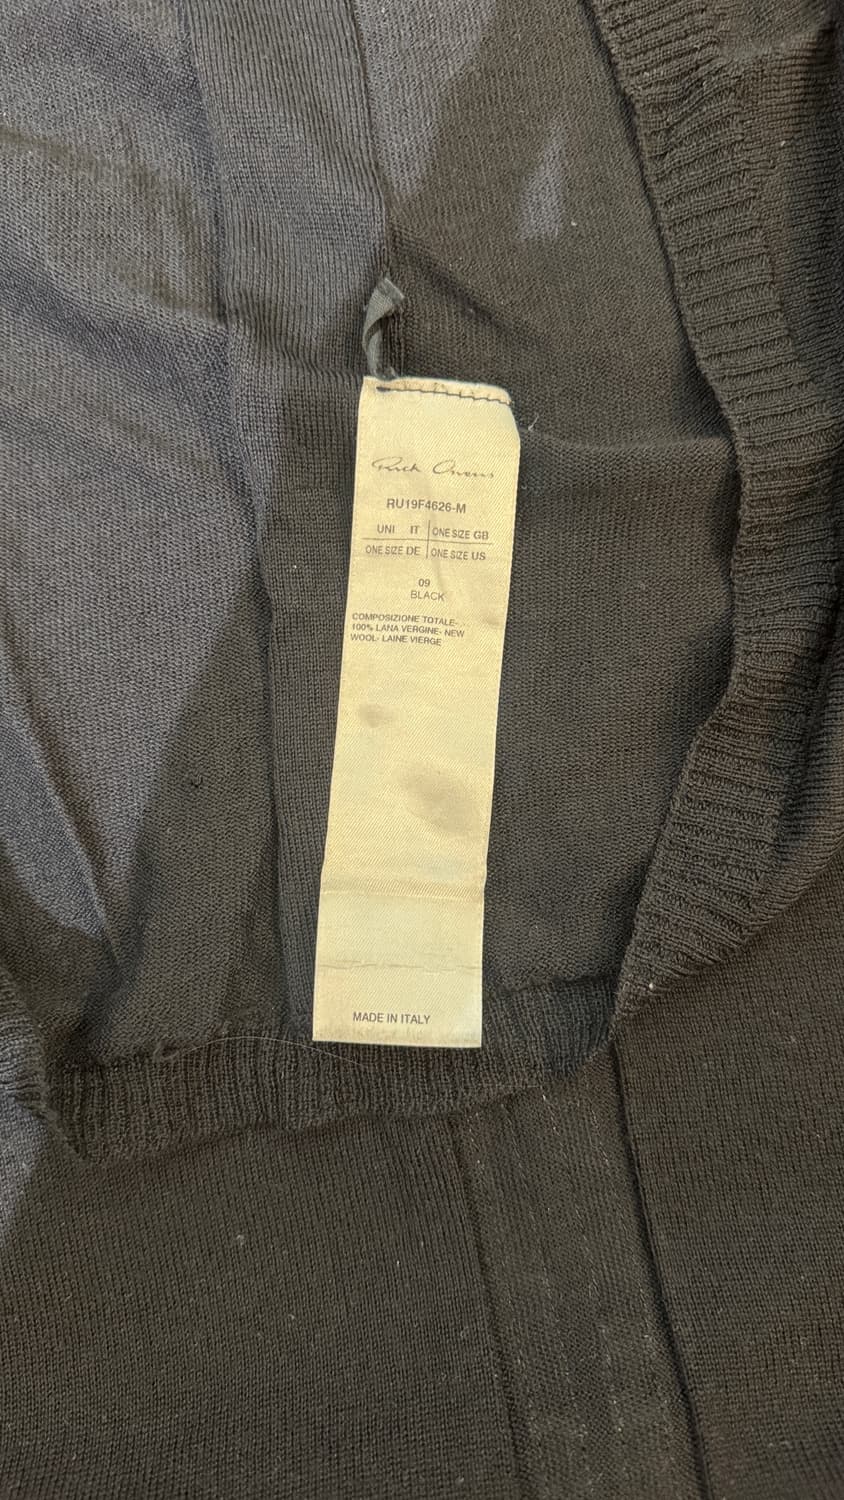 Rick Owens
RU19F4626-M
UNI IT ONE SIZE GB
ONE SIZE DE ONE SIZE US
09
BLACK
COMPOSIZIONE TOTALE-
100% LANA VERGINE- NEW
WOOL- LAINE VIERGE
MADE IN ITALY